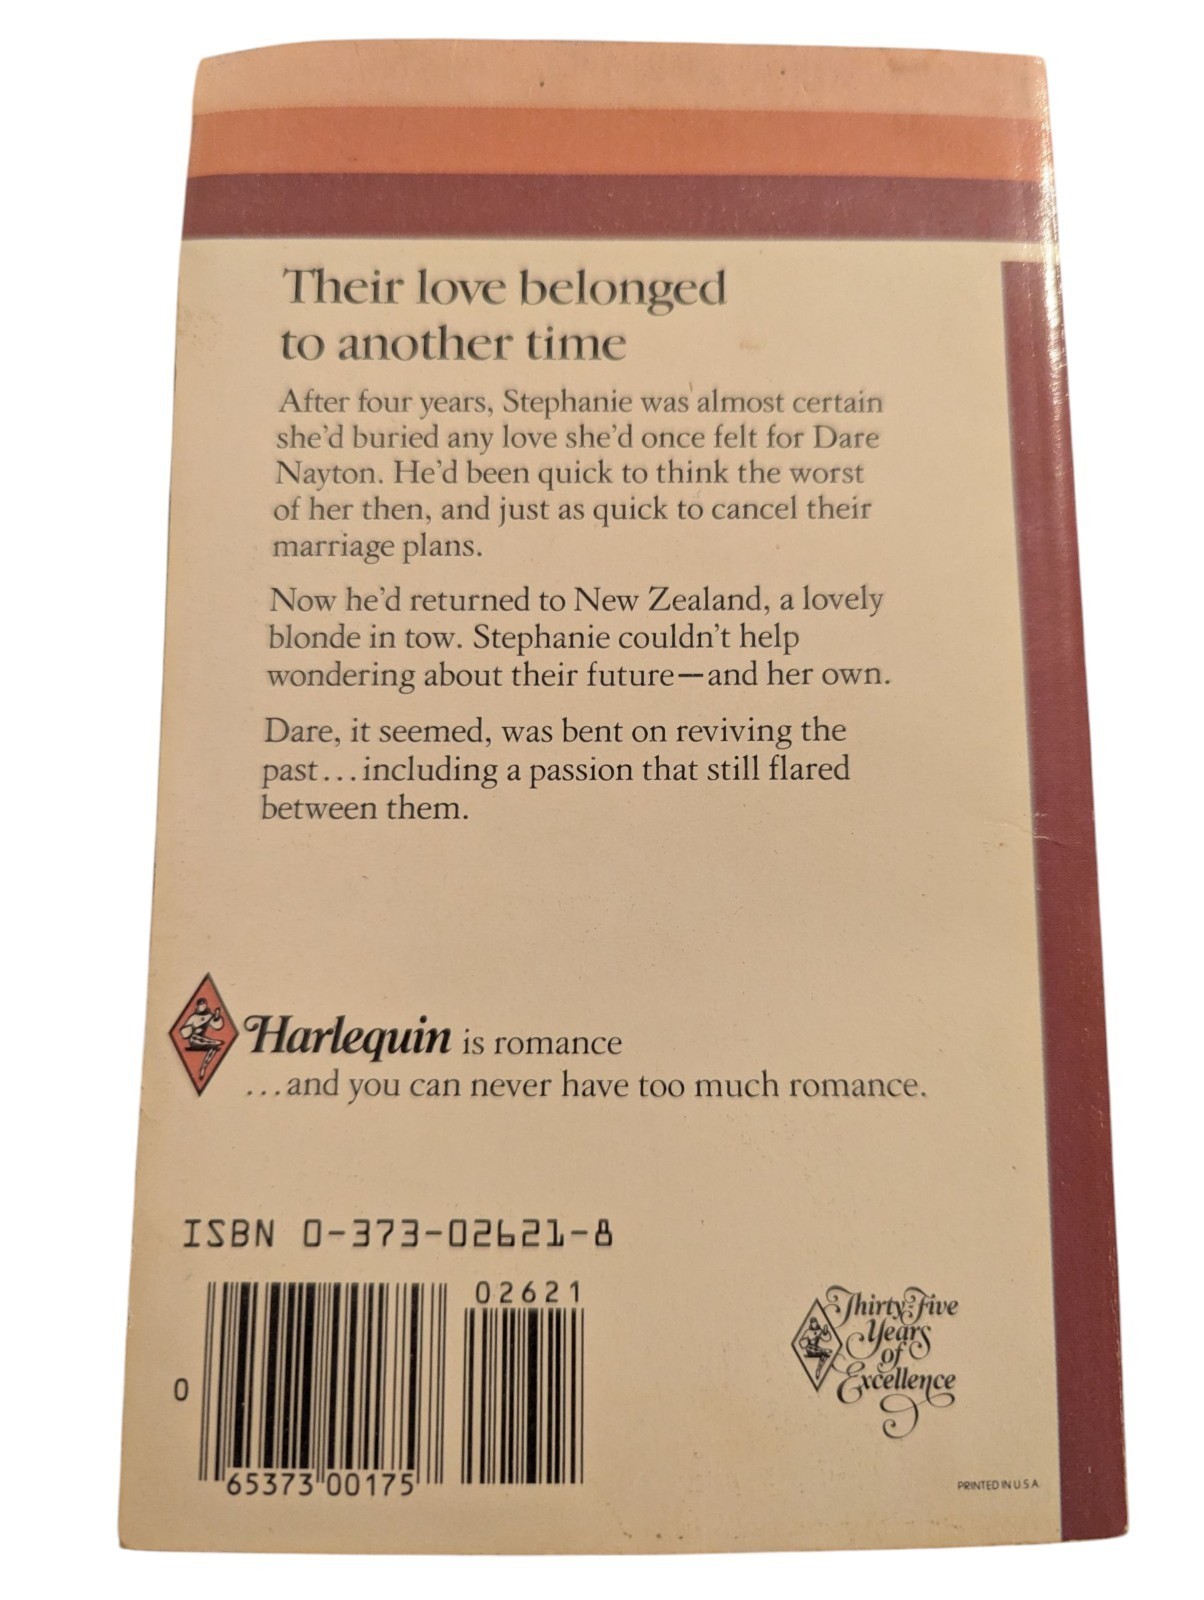 Their love belonged
to another time
After four years, Stephanie was almost certain
she'd buried any love she'd once felt for Dare
Nayton. He'd been quick to think the worst
of her then, and just as quick to cancel their
marriage plans.
Now he'd returned to New Zealand, a lovely
blonde in tow. Stephanie couldn't help
wondering about their future—and her own.
Dare, it seemed, was bent on reviving the
past...including a passion that still flared
between them.
Harlequin is romance
...and you can never have too much romance.
ISBN 0-373-02621-8
02621
0
65373 00175
Thirty-Five
Years
of
Excellence
PRINTED IN U.S.A